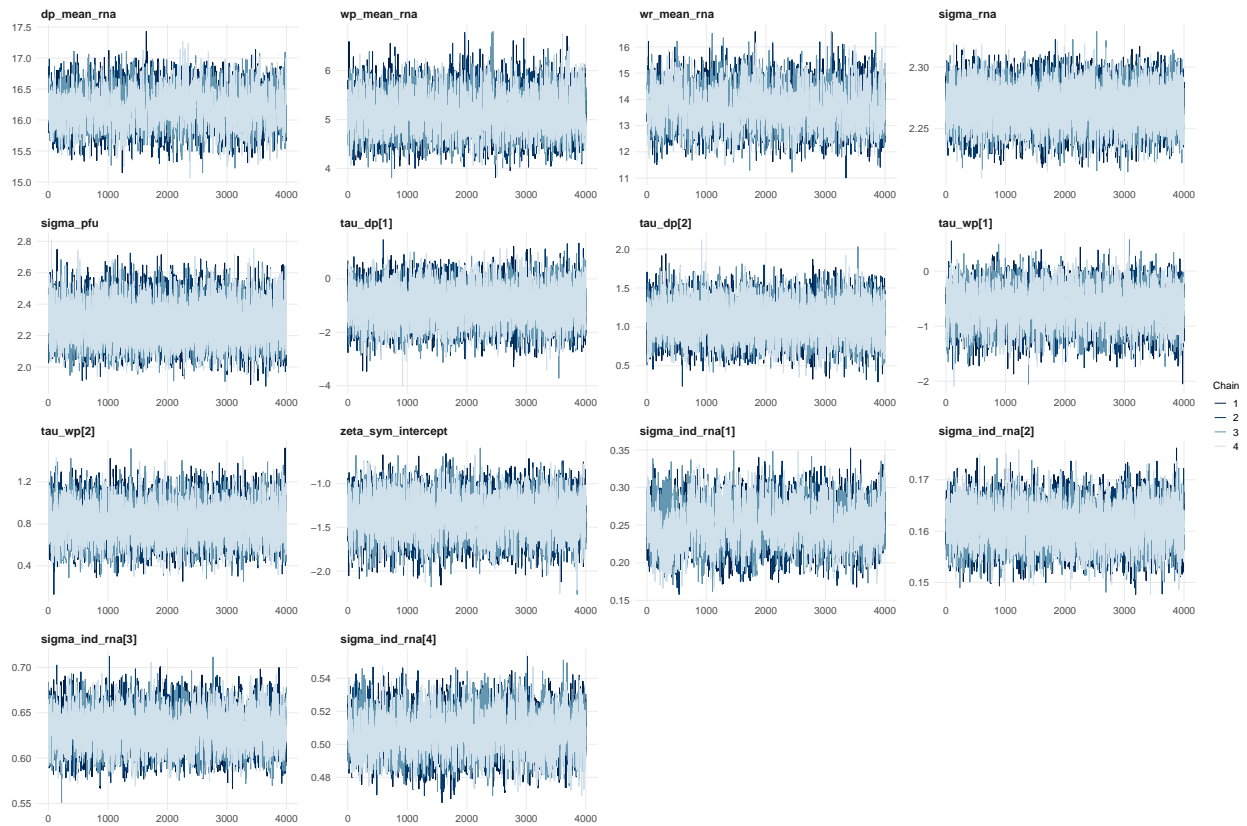 dp_mean_rna
17.5
17.0
16.5
16.0
15.5
15.0
0 1000 2000 3000 4000
wp_mean_rna
6
5
4
0 1000 2000 3000 4000
wr_mean_rna
16
15
14
13
12
11
0 1000 2000 3000 4000
sigma_rna
2.30
2.25
0 1000 2000 3000 4000
sigma_pfu
2.8
2.6
2.4
2.2
2.0
0 1000 2000 3000 4000
tau_dp[1]
0
−2
−4
0 1000 2000 3000 4000
tau_dp[2]
2.0
1.5
1.0
0.5
0 1000 2000 3000 4000
tau_wp[1]
0
−1
−2
0 1000 2000 3000 4000
tau_wp[2]
1.2
0.8
0.4
0 1000 2000 3000 4000
zeta_sym_intercept
−1.0
−1.5
−2.0
0 1000 2000 3000 4000
sigma_ind_rna[1]
0.35
0.30
0.25
0.20
0.15
0 1000 2000 3000 4000
sigma_ind_rna[2]
0.17
0.16
0.15
0 1000 2000 3000 4000
sigma_ind_rna[3]
0.70
0.65
0.60
0.55
0 1000 2000 3000 4000
sigma_ind_rna[4]
0.54
0.52
0.50
0.48
0 1000 2000 3000 4000
Chain
1
2
3
4